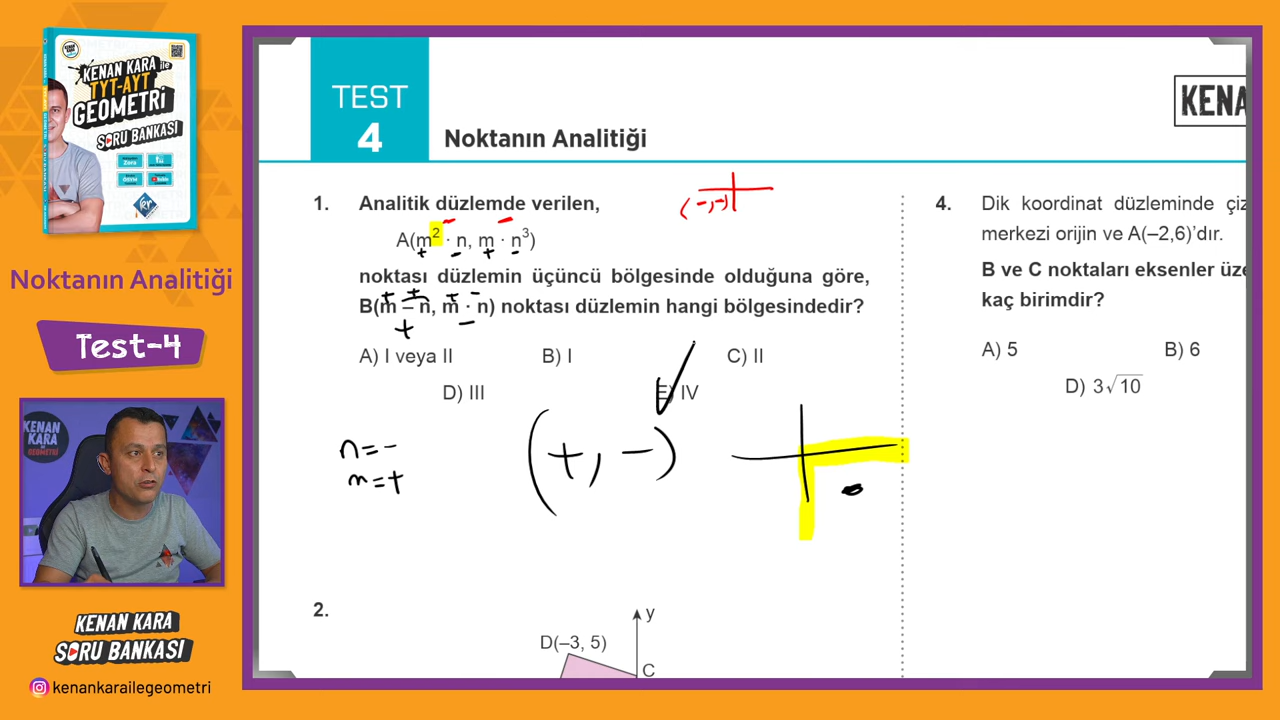 KENAN KARA ile
TYT-AYT
GEOMETRİ
SORU BANKASI
Noktanın Analitiği
Test-4
KENAN KARA
SORU BANKASI
kenankarailegeometri
TEST
4
Noktanın Analitiği
KENA
1. Analitik düzlemde verilen,
(-,-)
A(m² · n, m · n³)
+ - + -
noktası düzlemin üçüncü bölgesinde olduğuna göre,
B(m – n, m · n) noktası düzlemin hangi bölgesindedir?
+ -
A) I veya II B) I C) II
D) III E) IV
n = -
m = +
(+, -)
2.
D(–3, 5)
y
C
4. Dik koordinat düzleminde çiz
merkezi orijin ve A(–2,6)'dır.
B ve C noktaları eksenler üze
kaç birimdir?
A) 5 B) 6
D) 3√10